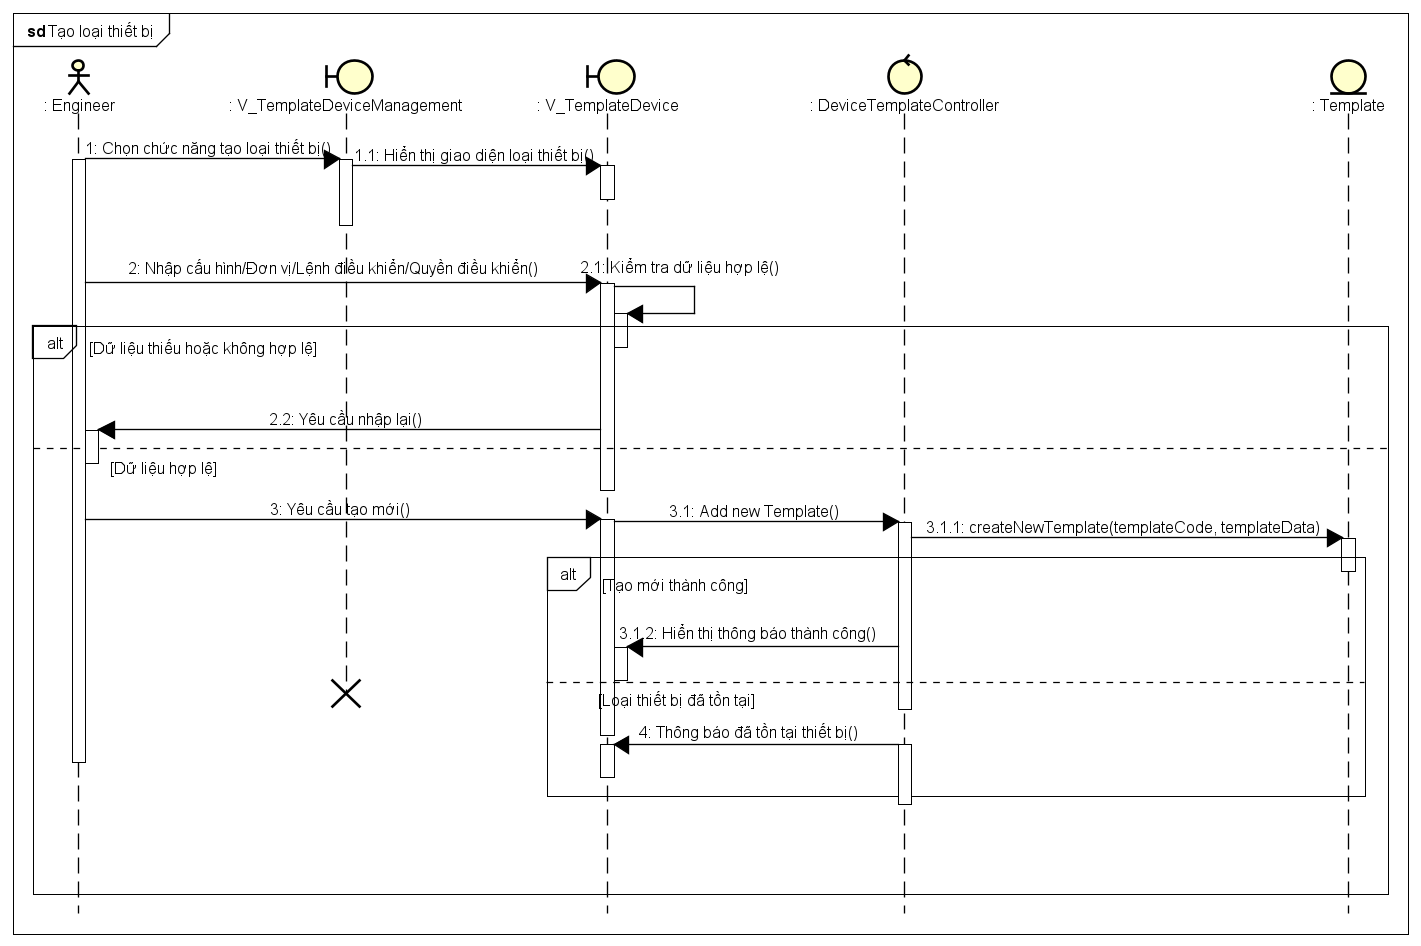 sd Tạo loại thiết bị
: Engineer
: V_TemplateDeviceManagement
: V_TemplateDevice
: DeviceTemplateController
: Template
1: Chọn chức năng tạo loại thiết bị()
1.1: Hiển thị giao diện loại thiết bị()
2: Nhập cấu hình/Đơn vị/Lệnh điều khiển/Quyền điều khiển()
2.1: Kiểm tra dữ liệu hợp lệ()
alt
[Dữ liệu thiếu hoặc không hợp lệ]
2.2: Yêu cầu nhập lại()
[Dữ liệu hợp lệ]
3: Yêu cầu tạo mới()
3.1: Add new Template()
3.1.1: createNewTemplate(templateCode, templateData)
alt
[Tạo mới thành công]
3.1.2: Hiển thị thông báo thành công()
[Loại thiết bị đã tồn tại]
4: Thông báo đã tồn tại thiết bị()